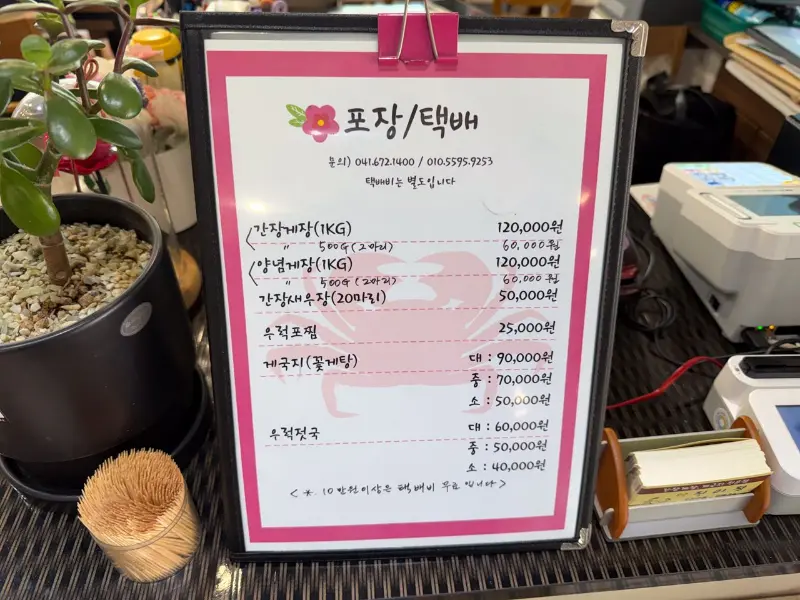 포장/택배
문의) 041.672.1400 / 010.5595.9253
택배비는 별도입니다
간장게장(1KG) 120,000원
〃 500G (2마리) 60,000원
양념게장(1KG) 120,000원
〃 500G (2마리) 60,000원
간장새우장(20마리) 50,000원
우럭포찜 25,000원
게국지(꽃게탕) 대 : 90,000원
중 : 70,000원
소 : 50,000원
우럭젓국 대 : 60,000원
중 : 50,000원
소 : 40,000원
< *. 10만원이상은 택배비 무료입니다 >